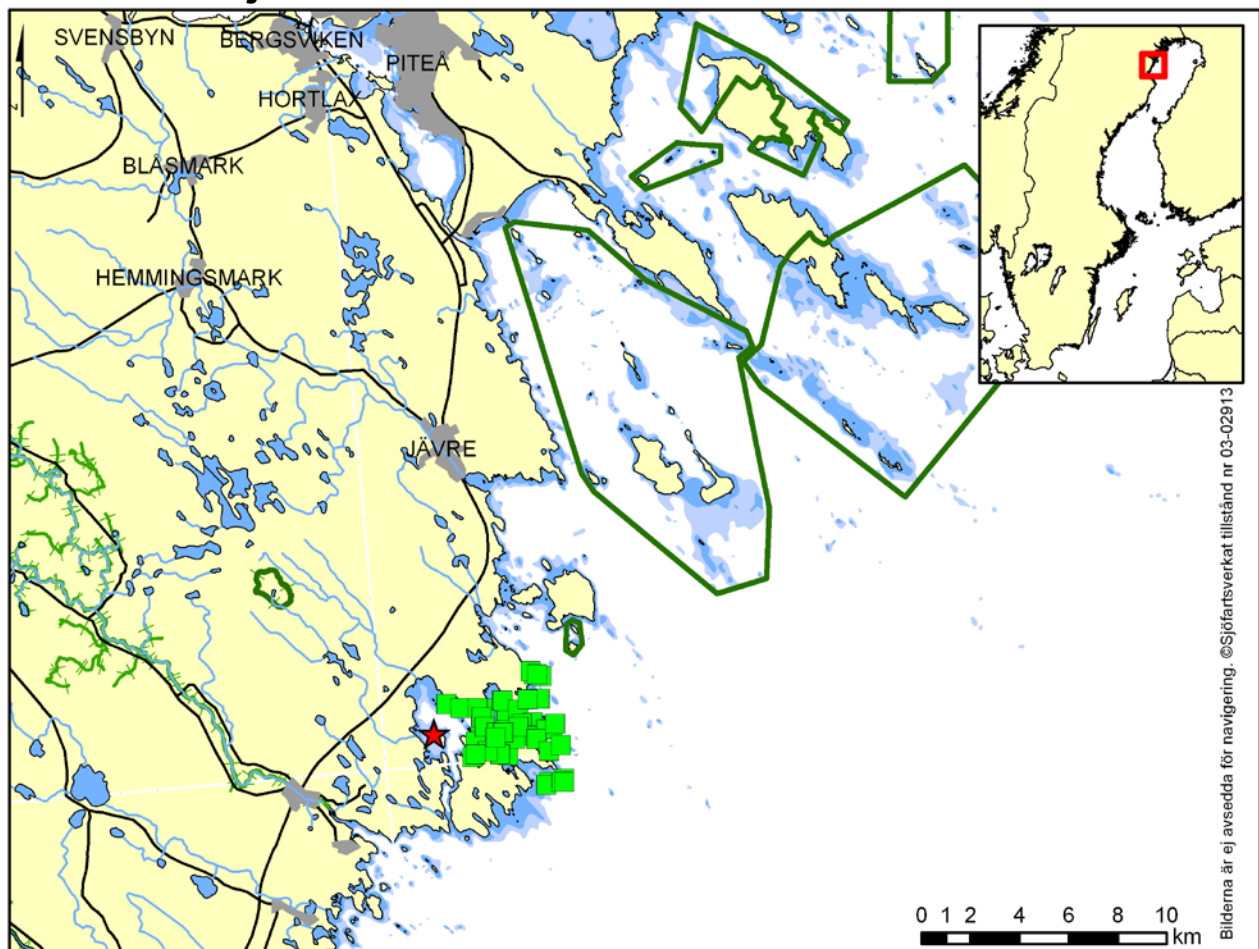 SVENSBYN
BERGSVIKEN
PITEÅ
HORTLAX
BLÅSMARK
HEMMINGSMARK
JÄVRE
Bilderna är ej avsedda för navigering. ©Sjöfartsverkat tillstånd nr 03-02913
0 1 2 4 6 8 10
km